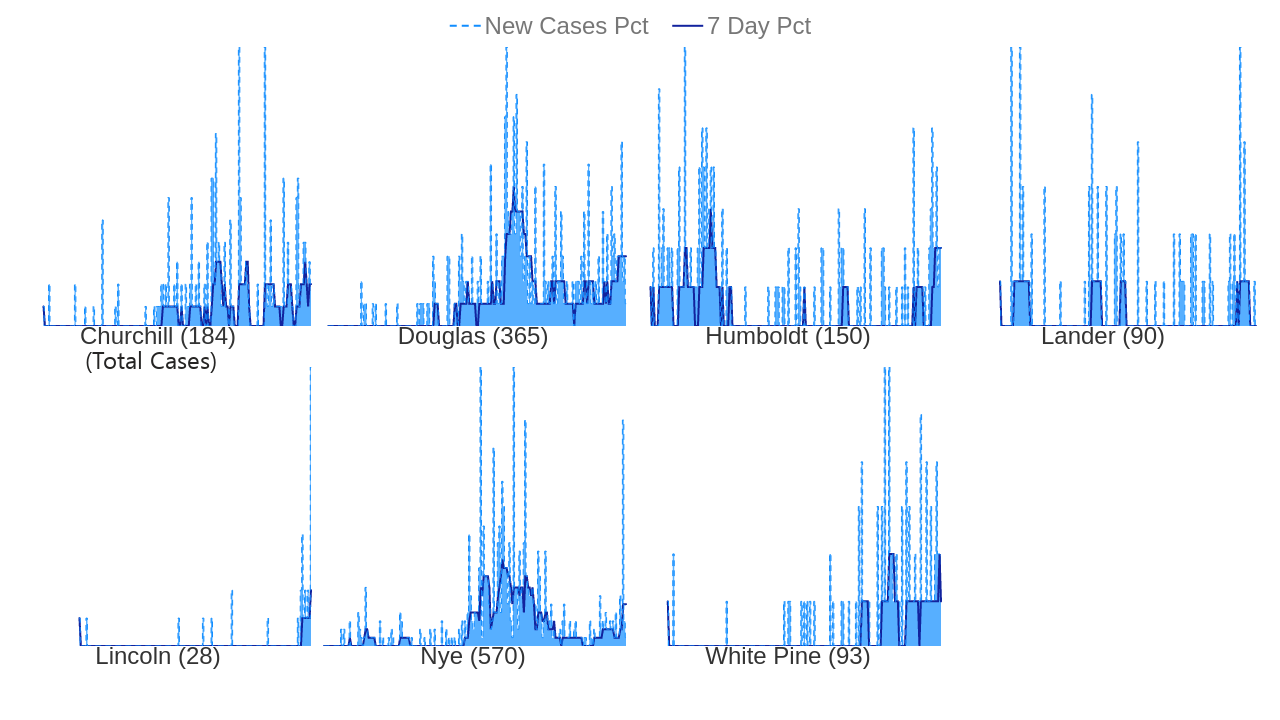 New Cases Pct 7 Day Pct
Churchill (184) Douglas (365) Humboldt (150) Lander (90)
(Total Cases)
Lincoln (28) Nye (570) White Pine (93)